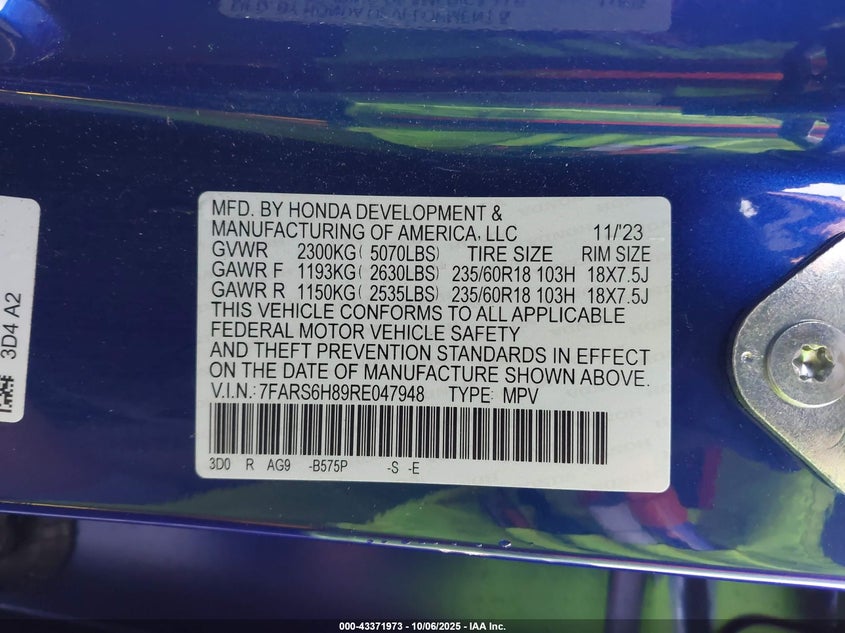 MFD. BY HONDA DEVELOPMENT &
MANUFACTURING OF AMERICA, LLC 11/'23
GVWR 2300KG( 5070LBS) TIRE SIZE RIM SIZE
GAWR F 1193KG( 2630LBS) 235/60R18 103H 18X7.5J
GAWR R 1150KG( 2535LBS) 235/60R18 103H 18X7.5J
THIS VEHICLE CONFORMS TO ALL APPLICABLE
FEDERAL MOTOR VEHICLE SAFETY
AND THEFT PREVENTION STANDARDS IN EFFECT
ON THE DATE OF MANUFACTURE SHOWN ABOVE.
V.I.N.: 7FARS6H89RE047948 TYPE: MPV
3D0 R AG9 -B575P -S -E
3D4 A2
000-43371973 - 10/06/2025 - IAA Inc.